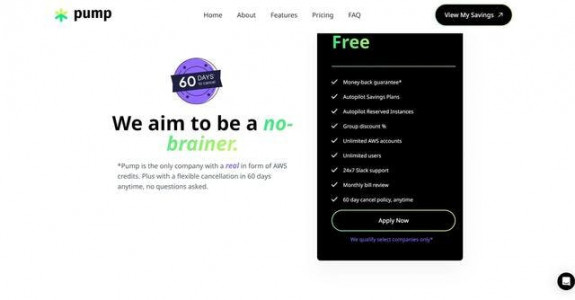 pump
Home About Features Pricing FAQ
View My Savings
60 DAYS
to cancel
We aim to be a no-
brainer.
*Pump is the only company with a real in form of AWS
credits. Plus with a flexible cancellation in 60 days
anytime, no questions asked.
Free
Money-back guarantee*
Autopilot Savings Plans
Autopilot Reserved Instances
Group discount %
Unlimited AWS accounts
Unlimited users
24x7 Slack support
Monthly bill review
60 day cancel policy, anytime
Apply Now
We qualify select companies only*